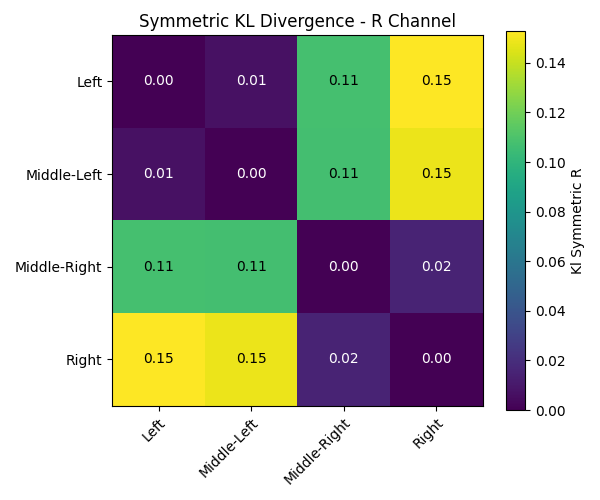 Symmetric KL Divergence - R Channel
Left
0.00 0.01 0.11 0.15
Middle-Left
0.01 0.00 0.11 0.15
Middle-Right
0.11 0.11 0.00 0.02
Right
0.15 0.15 0.02 0.00
Left
Middle-Left
Middle-Right
Right
0.14
0.12
0.10
0.08
0.06
0.04
0.02
0.00
Kl Symmetric R